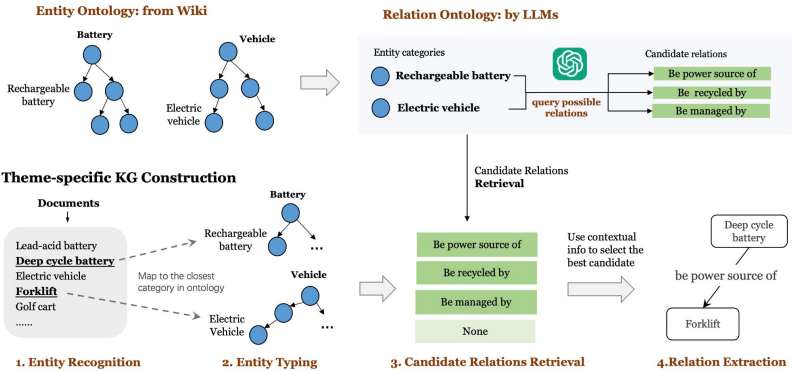 Entity Ontology: from Wiki
Relation Ontology: by LLMs
Battery
Rechargeable
battery
Vehicle
Electric
vehicle
Entity categories
Rechargeable battery
Electric vehicle
query possible
relations
Candidate relations
Be power source of
Be recycled by
Be managed by
Candidate Relations
Retrieval
Theme-specific KG Construction
Documents
Lead-acid battery
Deep cycle battery
Electric vehicle
Forklift
Golf cart
......
Map to the closest
category in ontology
Battery
Rechargeable
battery
...
Vehicle
Electric
Vehicle
...
Be power source of
Be recycled by
Be managed by
None
Use contextual
info to select the
best candidate
Deep cycle
battery
be power source of
Forklift
1. Entity Recognition
2. Entity Typing
3. Candidate Relations Retrieval
4.Relation Extraction